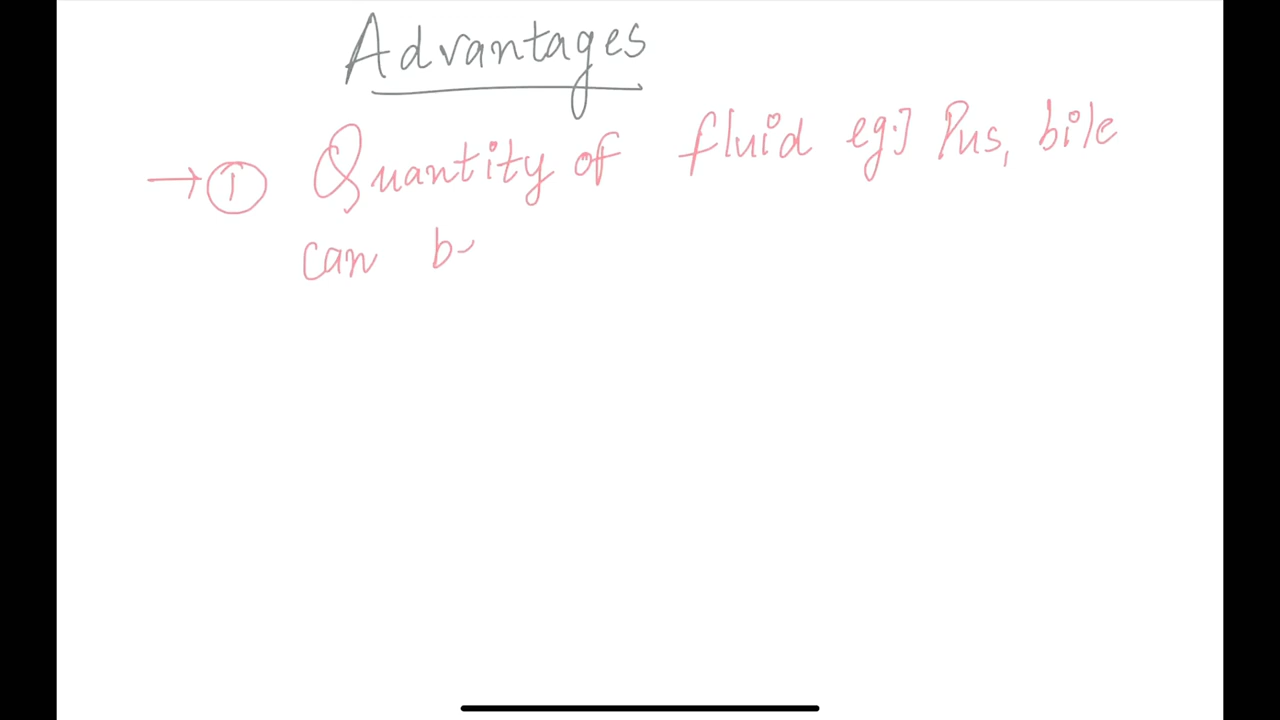 Advantages
→ ① Quantity of fluid eg:] Pus, bile
can b